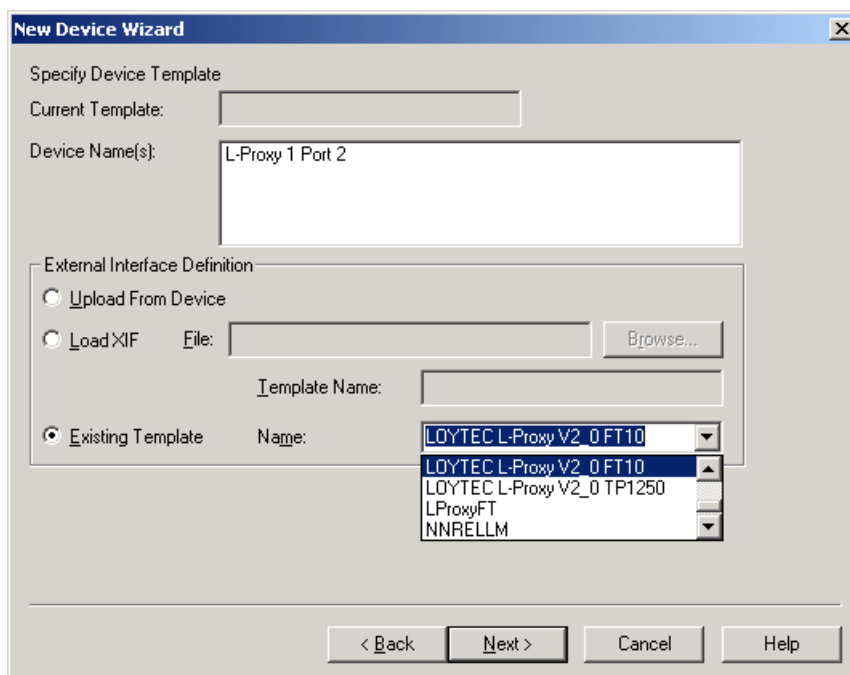 New Device Wizard
Specify Device Template
Current Template:
Device Name(s):
L-Proxy 1 Port 2
External Interface Definition
Upload From Device
Load XIF File: Browse...
Template Name:
Existing Template Name: LOYTEC L-Proxy V2_0 FT10
LOYTEC L-Proxy V2_0 FT10
LOYTEC L-Proxy V2_0 TP1250
LProxyFT
NNRELLM
< Back Next > Cancel Help